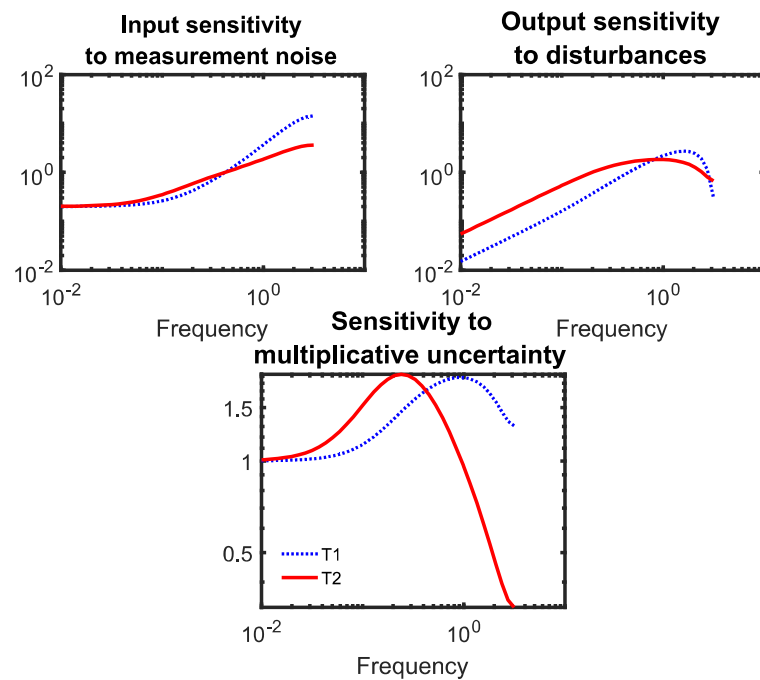 Input sensitivity
to measurement noise
10^2
10^0
10^-2
10^-2
10^0
Frequency
Output sensitivity
to disturbances
10^2
10^0
10^-2
10^-2
10^0
Frequency
Sensitivity to
multiplicative uncertainty
1.5
1
0.5
T1
T2
10^-2
10^0
Frequency